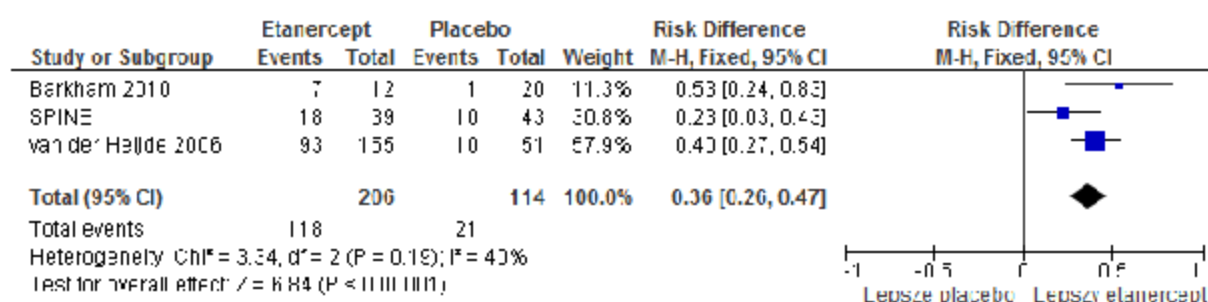 Etanercept Placebo Risk Difference Risk Difference
Study or Subgroup Events Total Events Total Weight M-H, Fixed, 95% CI M-H, Fixed, 95% CI
Barkham 2010 7 12 1 20 11.3% 0.53 [0.24, 0.83]
SPINE 18 39 10 43 30.8% 0.23 [0.03, 0.43]
van der Heijde 2006 93 155 10 51 57.9% 0.40 [0.27, 0.54]
Total (95% CI) 206 114 100.0% 0.36 [0.26, 0.47]
Total events 118 21
Heterogeneity: Chi² = 3.34, df = 2 (P = 0.19); I² = 40%
Test for overall effect: Z = 6.84 (P < 0.00001)
-1 -0.5 0 0.5 1
Lepsze placebo Lepszy etanercept